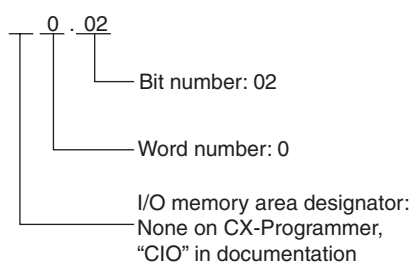 0 . 02
Bit number: 02
Word number: 0
I/O memory area designator:
None on CX-Programmer,
“CIO” in documentation